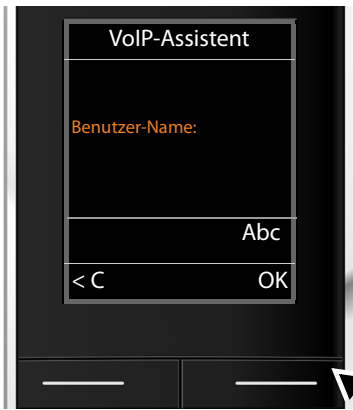 VoIP-Assistent
Benutzer-Name:
Abc
< C OK